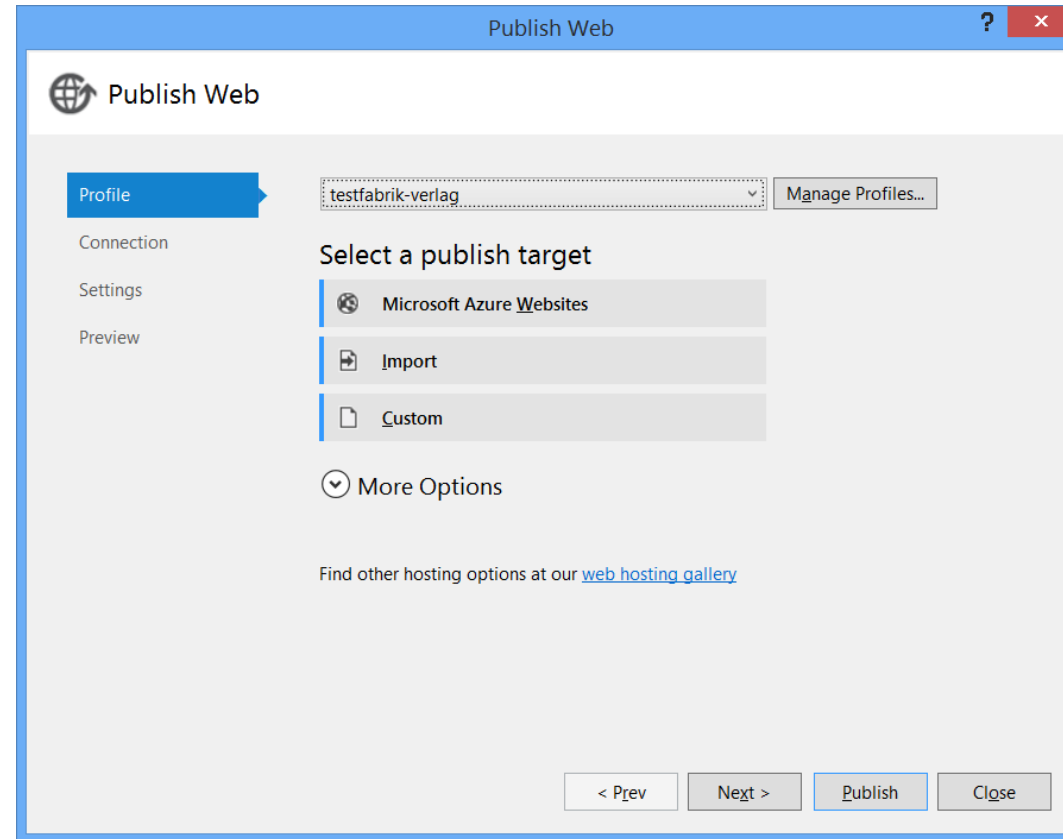 Publish Web
?
Publish Web
Profile
testfabrik-verlag
Manage Profiles...
Connection
Select a publish target
Settings
Microsoft Azure Websites
Preview
Import
Custom
More Options
Find other hosting options at our web hosting gallery
< Prev
Next >
Publish
Close